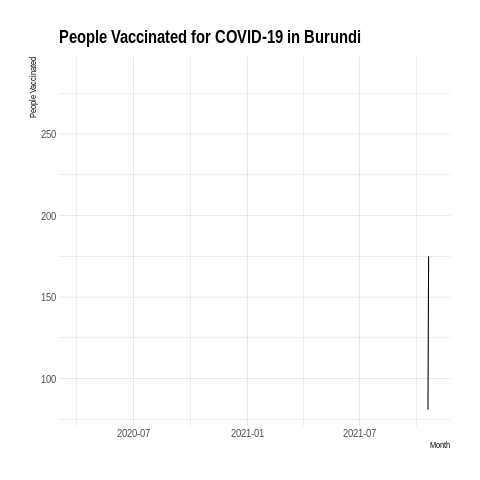 People Vaccinated for COVID-19 in Burundi
People Vaccinated
250
200
150
100
2020-07
2021-01
2021-07
Month